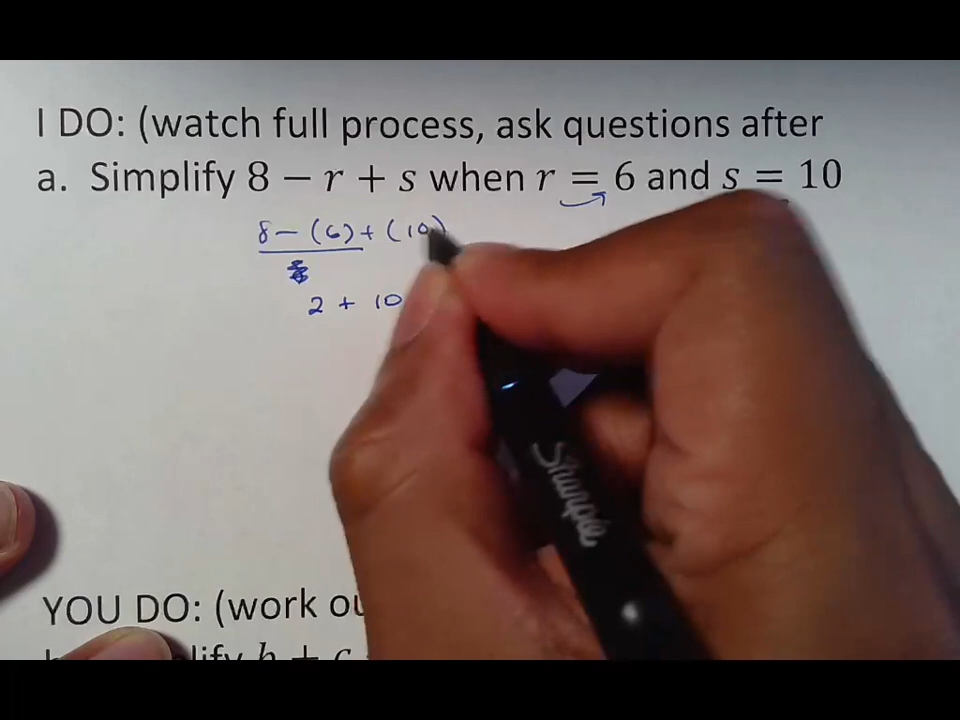 I DO: (watch full process, ask questions after
a. Simplify 8 − r + s when r = 6 and s = 10
8 − (6) + (10)
2 + 10
Sharpie
YOU DO: (work